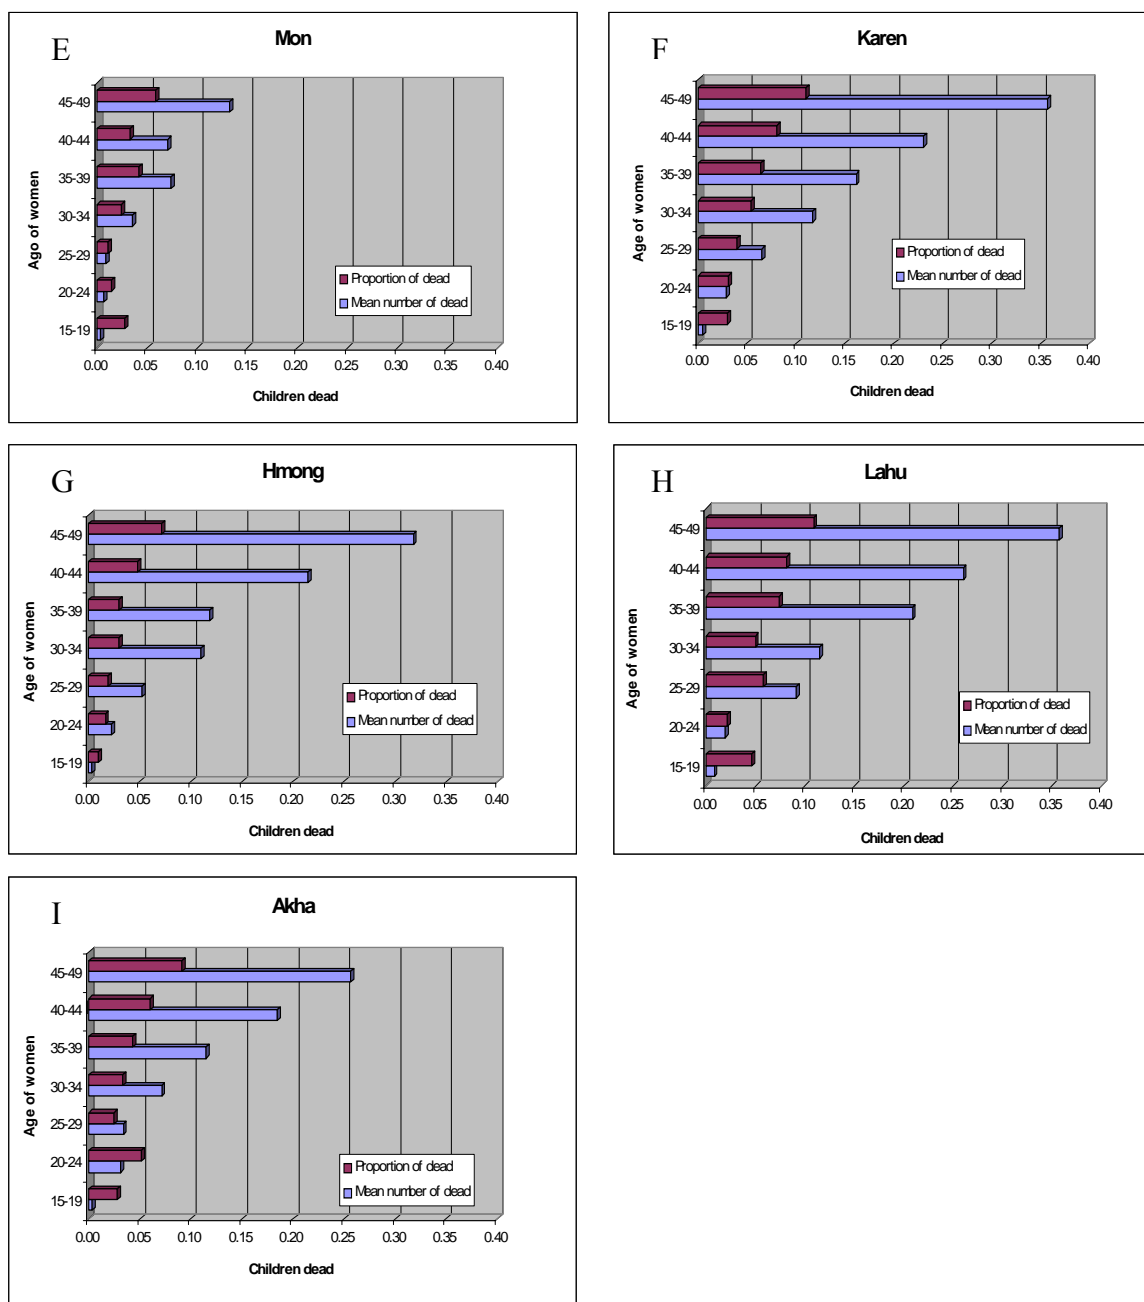 E
Mon
Age of women
45-49
40-44
35-39
30-34
25-29
20-24
15-19
Proportion of dead
Mean number of dead
0.00 0.05 0.10 0.15 0.20 0.25 0.30 0.35 0.40
Children dead
F
Karen
Age of women
45-49
40-44
35-39
30-34
25-29
20-24
15-19
Proportion of dead
Mean number of dead
0.00 0.05 0.10 0.15 0.20 0.25 0.30 0.35 0.40
Children dead
G
Hmong
Age of women
45-49
40-44
35-39
30-34
25-29
20-24
15-19
Proportion of dead
Mean number of dead
0.00 0.05 0.10 0.15 0.20 0.25 0.30 0.35 0.40
Children dead
H
Lahu
Age of women
45-49
40-44
35-39
30-34
25-29
20-24
15-19
Proportion of dead
Mean number of dead
0.00 0.05 0.10 0.15 0.20 0.25 0.30 0.35 0.40
Children dead
I
Akha
Age of women
45-49
40-44
35-39
30-34
25-29
20-24
15-19
Proportion of dead
Mean number of dead
0.00 0.05 0.10 0.15 0.20 0.25 0.30 0.35 0.40
Children dead